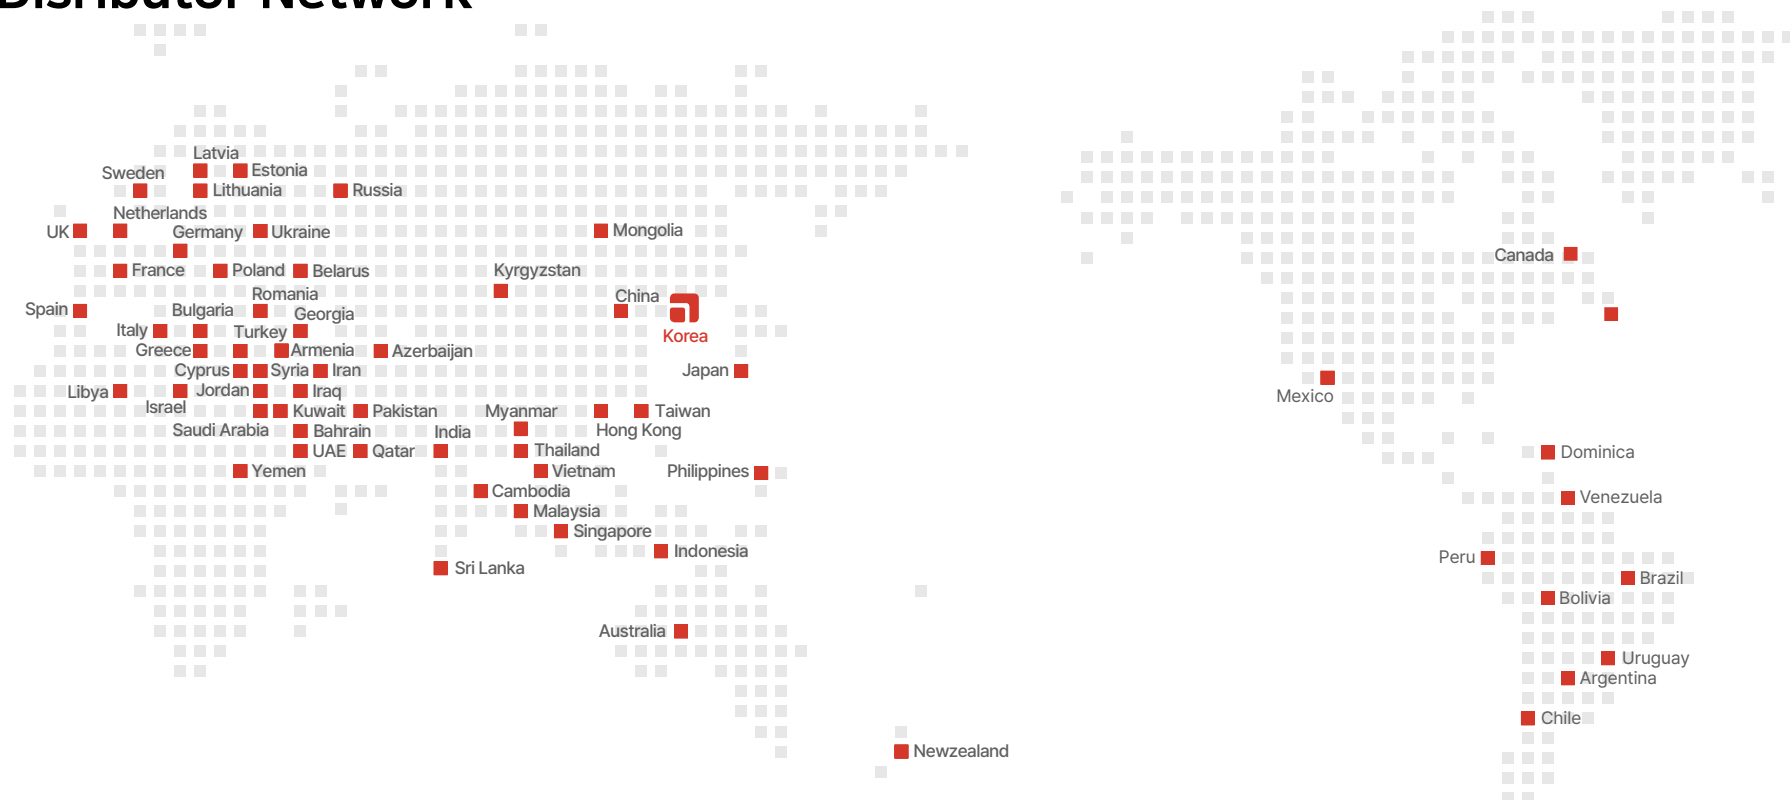 Disributor Network
Latvia
Sweden
Estonia
Lithuania
Russia
Netherlands
UK
Germany
Ukraine
Mongolia
France
Poland
Belarus
Kyrgyzstan
Canada
Romania
China
Spain
Bulgaria
Georgia
Italy
Turkey
Korea
Greece
Armenia
Azerbaijan
Cyprus
Syria
Iran
Japan
Libya
Jordan
Iraq
Mexico
Israel
Kuwait
Pakistan
Myanmar
Taiwan
Saudi Arabia
Bahrain
India
Hong Kong
UAE
Qatar
Thailand
Dominica
Yemen
Vietnam
Philippines
Cambodia
Venezuela
Malaysia
Singapore
Indonesia
Peru
Sri Lanka
Brazil
Bolivia
Australia
Uruguay
Argentina
Chile
Newzealand